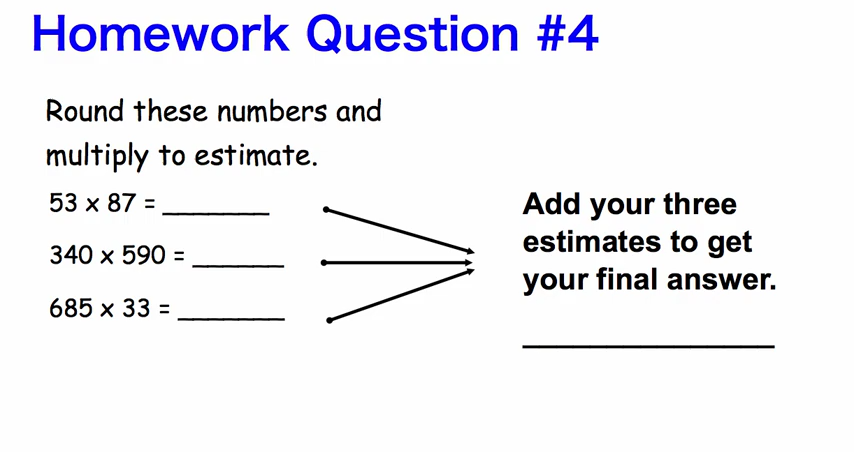 Homework Question #4
Round these numbers and
multiply to estimate.
53 x 87 = _______
340 x 590 = ______
685 x 33 = _______
Add your three
estimates to get
your final answer.
_______________